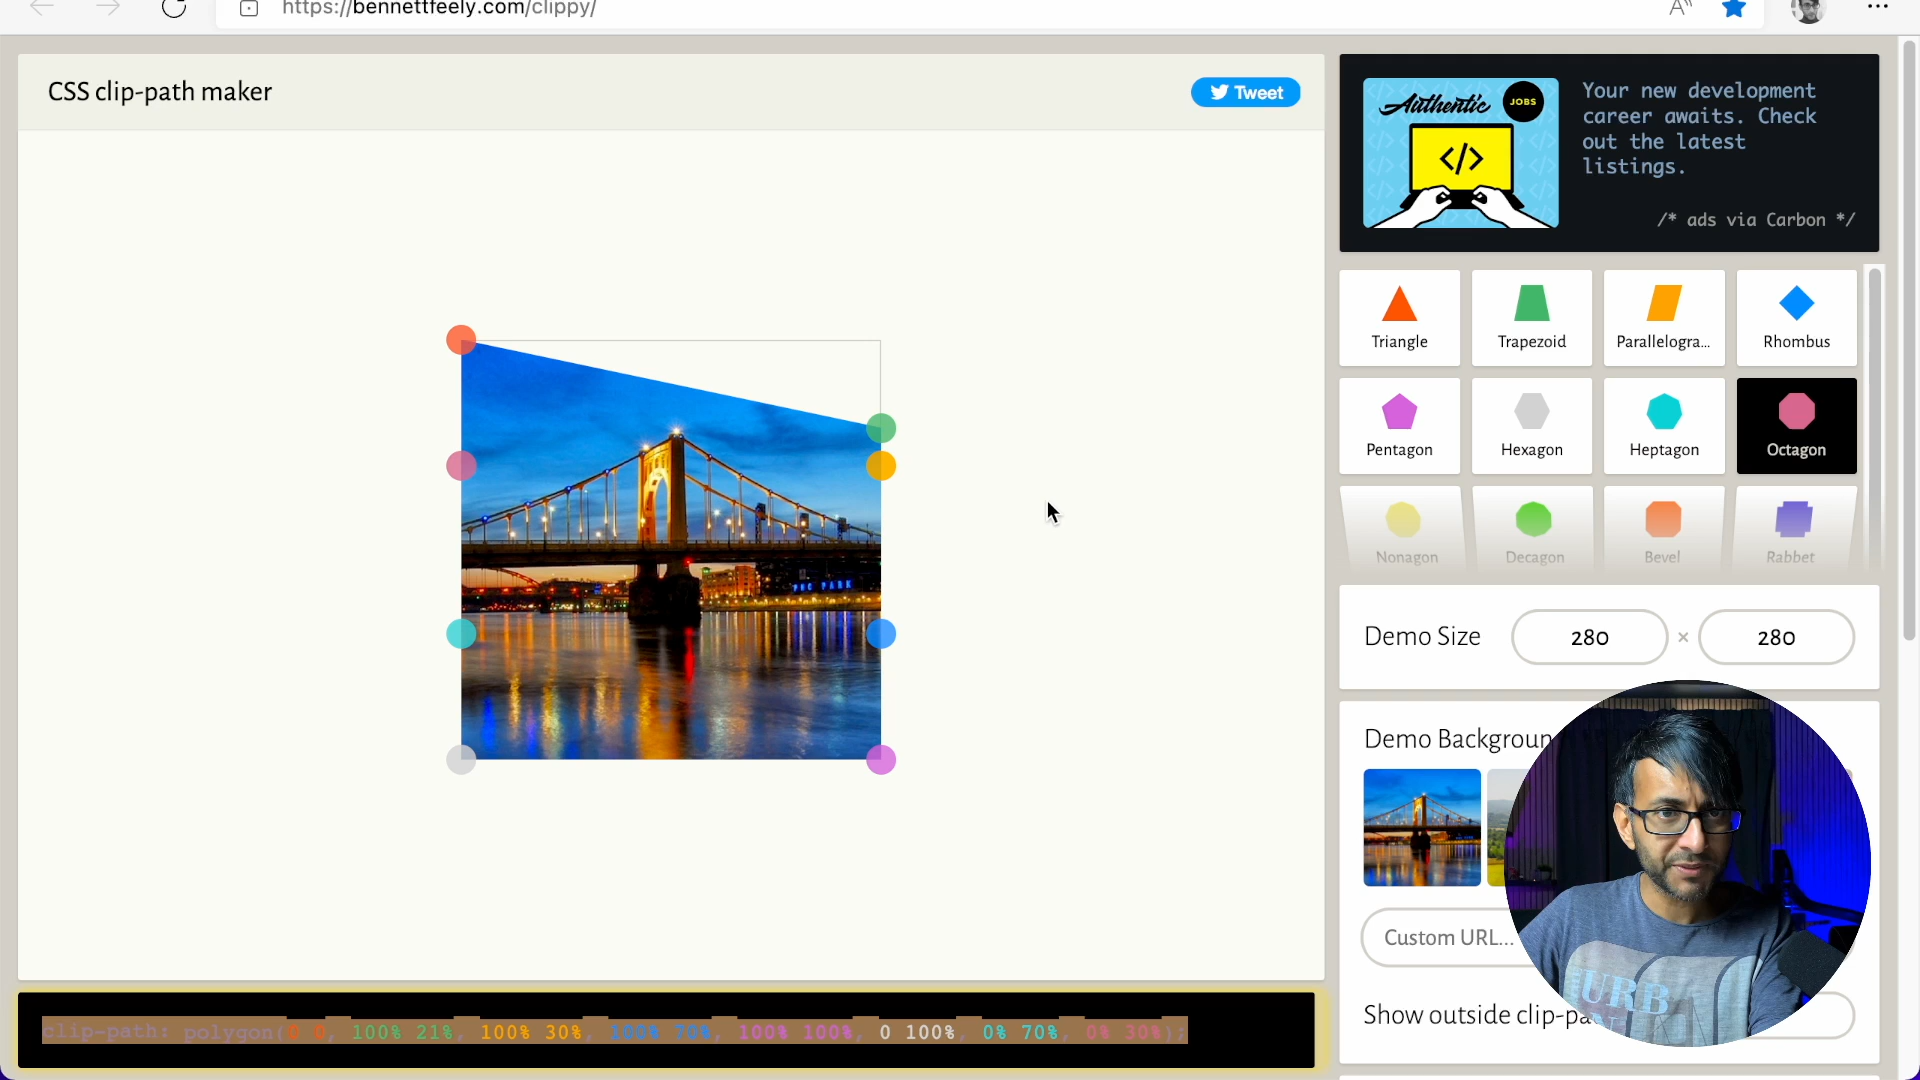 https://bennettfeely.com/clippy/
CSS clip-path maker
Tweet
Authentic JOBS
</>
Your new development
career awaits. Check
out the latest
listings.
/* ads via Carbon */
Triangle
Trapezoid
Parallelogra...
Rhombus
Pentagon
Hexagon
Heptagon
Octagon
Nonagon
Decagon
Bevel
Rabbet
Demo Size
280 × 280
Demo Backgroun
Custom URL...
Show outside clip-pa
URB
PNC PARK
clip-path: polygon(0 0, 100% 21%, 100% 30%, 100% 70%, 100% 100%, 0 100%, 0% 70%, 0% 30%);